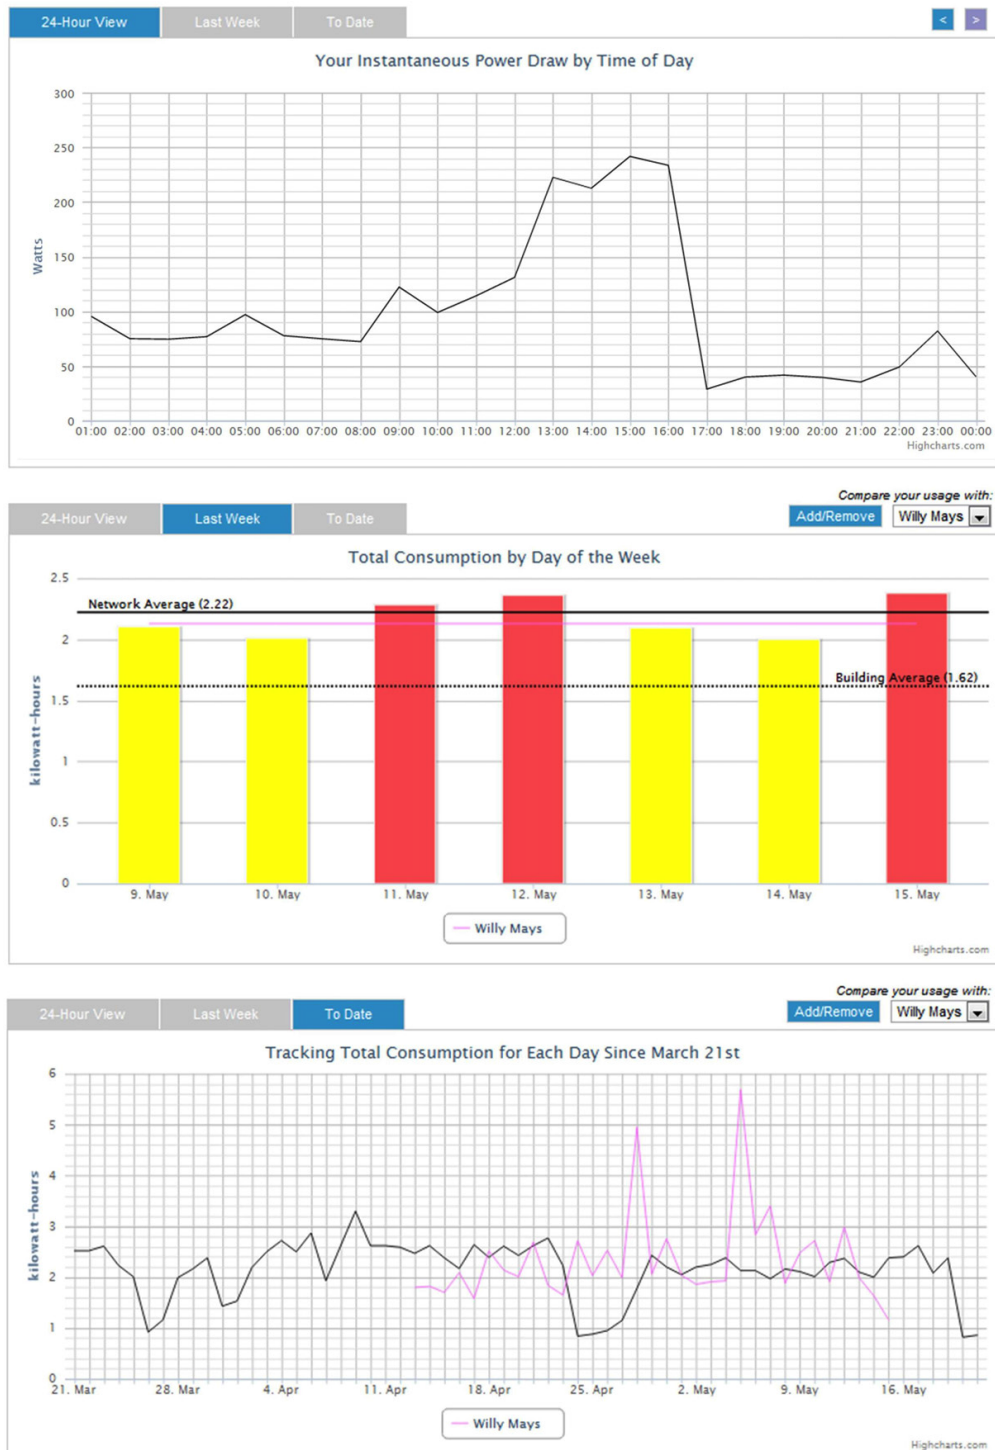 24-Hour View Last Week To Date < >
Your Instantaneous Power Draw by Time of Day
300
250
200
150
100
50
0
Watts
01:00 02:00 03:00 04:00 05:00 06:00 07:00 08:00 09:00 10:00 11:00 12:00 13:00 14:00 15:00 16:00 17:00 18:00 19:00 20:00 21:00 22:00 23:00 00:00
Highcharts.com
Compare your usage with:
24-Hour View Last Week To Date Add/Remove Willy Mays
Total Consumption by Day of the Week
2.5
Network Average (2.22)
2
Building Average (1.62)
1.5
1
0.5
0
kilowatt-hours
9. May 10. May 11. May 12. May 13. May 14. May 15. May
Willy Mays
Highcharts.com
Compare your usage with:
24-Hour View Last Week To Date Add/Remove Willy Mays
Tracking Total Consumption for Each Day Since March 21st
6
5
4
3
2
1
0
kilowatt-hours
21. Mar 28. Mar 4. Apr 11. Apr 18. Apr 25. Apr 2. May 9. May 16. May
Willy Mays
Highcharts.com